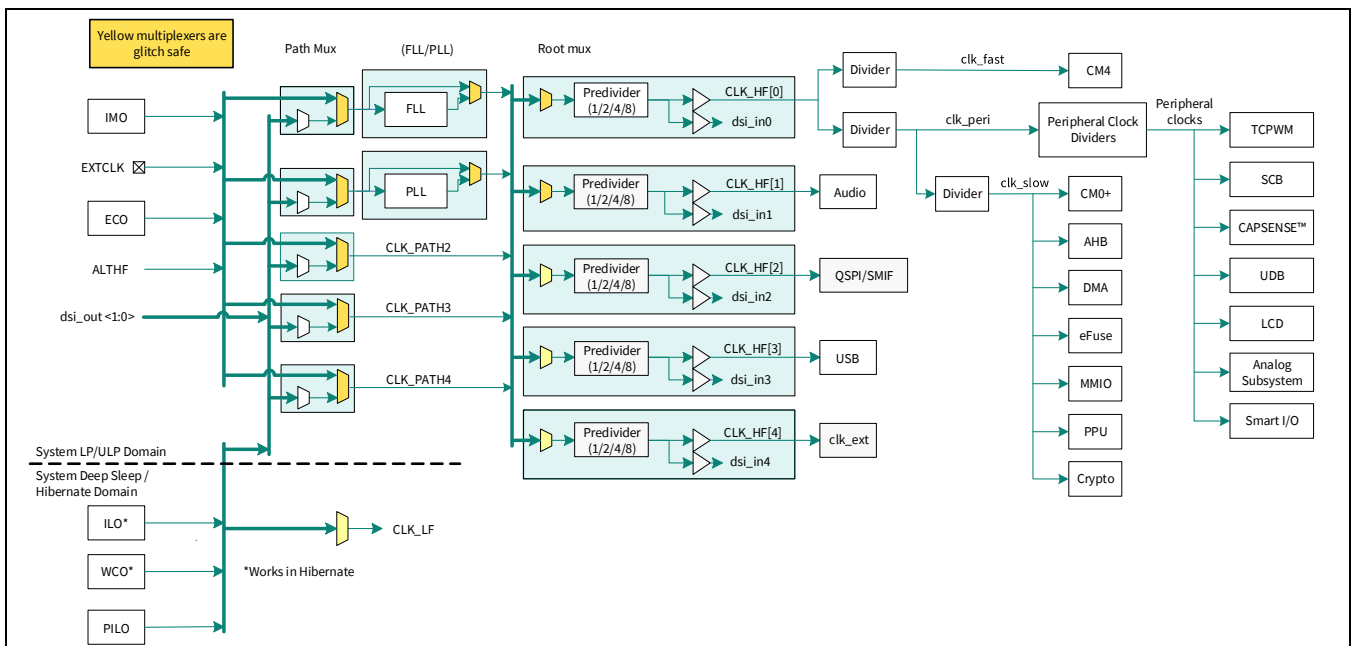 Yellow multiplexers are
glitch safe
Path Mux
(FLL/PLL)
Root mux
IMO
EXTCLK
ECO
ALTHF
dsi_out <1:0>
FLL
PLL
CLK_PATH2
CLK_PATH3
CLK_PATH4
Predivider
(1/2/4/8)
CLK_HF[0]
dsi_in0
Predivider
(1/2/4/8)
CLK_HF[1]
dsi_in1
Predivider
(1/2/4/8)
CLK_HF[2]
dsi_in2
Predivider
(1/2/4/8)
CLK_HF[3]
dsi_in3
Predivider
(1/2/4/8)
CLK_HF[4]
dsi_in4
Audio
QSPI/SMIF
USB
clk_ext
Divider
clk_fast
CM4
Divider
clk_peri
Peripheral Clock
Dividers
Peripheral
clocks
Divider
clk_slow
CM0+
AHB
DMA
eFuse
MMIO
PPU
Crypto
TCPWM
SCB
CAPSENSE™
UDB
LCD
Analog
Subsystem
Smart I/O
System LP/ULP Domain
System Deep Sleep /
Hibernate Domain
ILO*
WCO*
PILO
CLK_LF
*Works in Hibernate